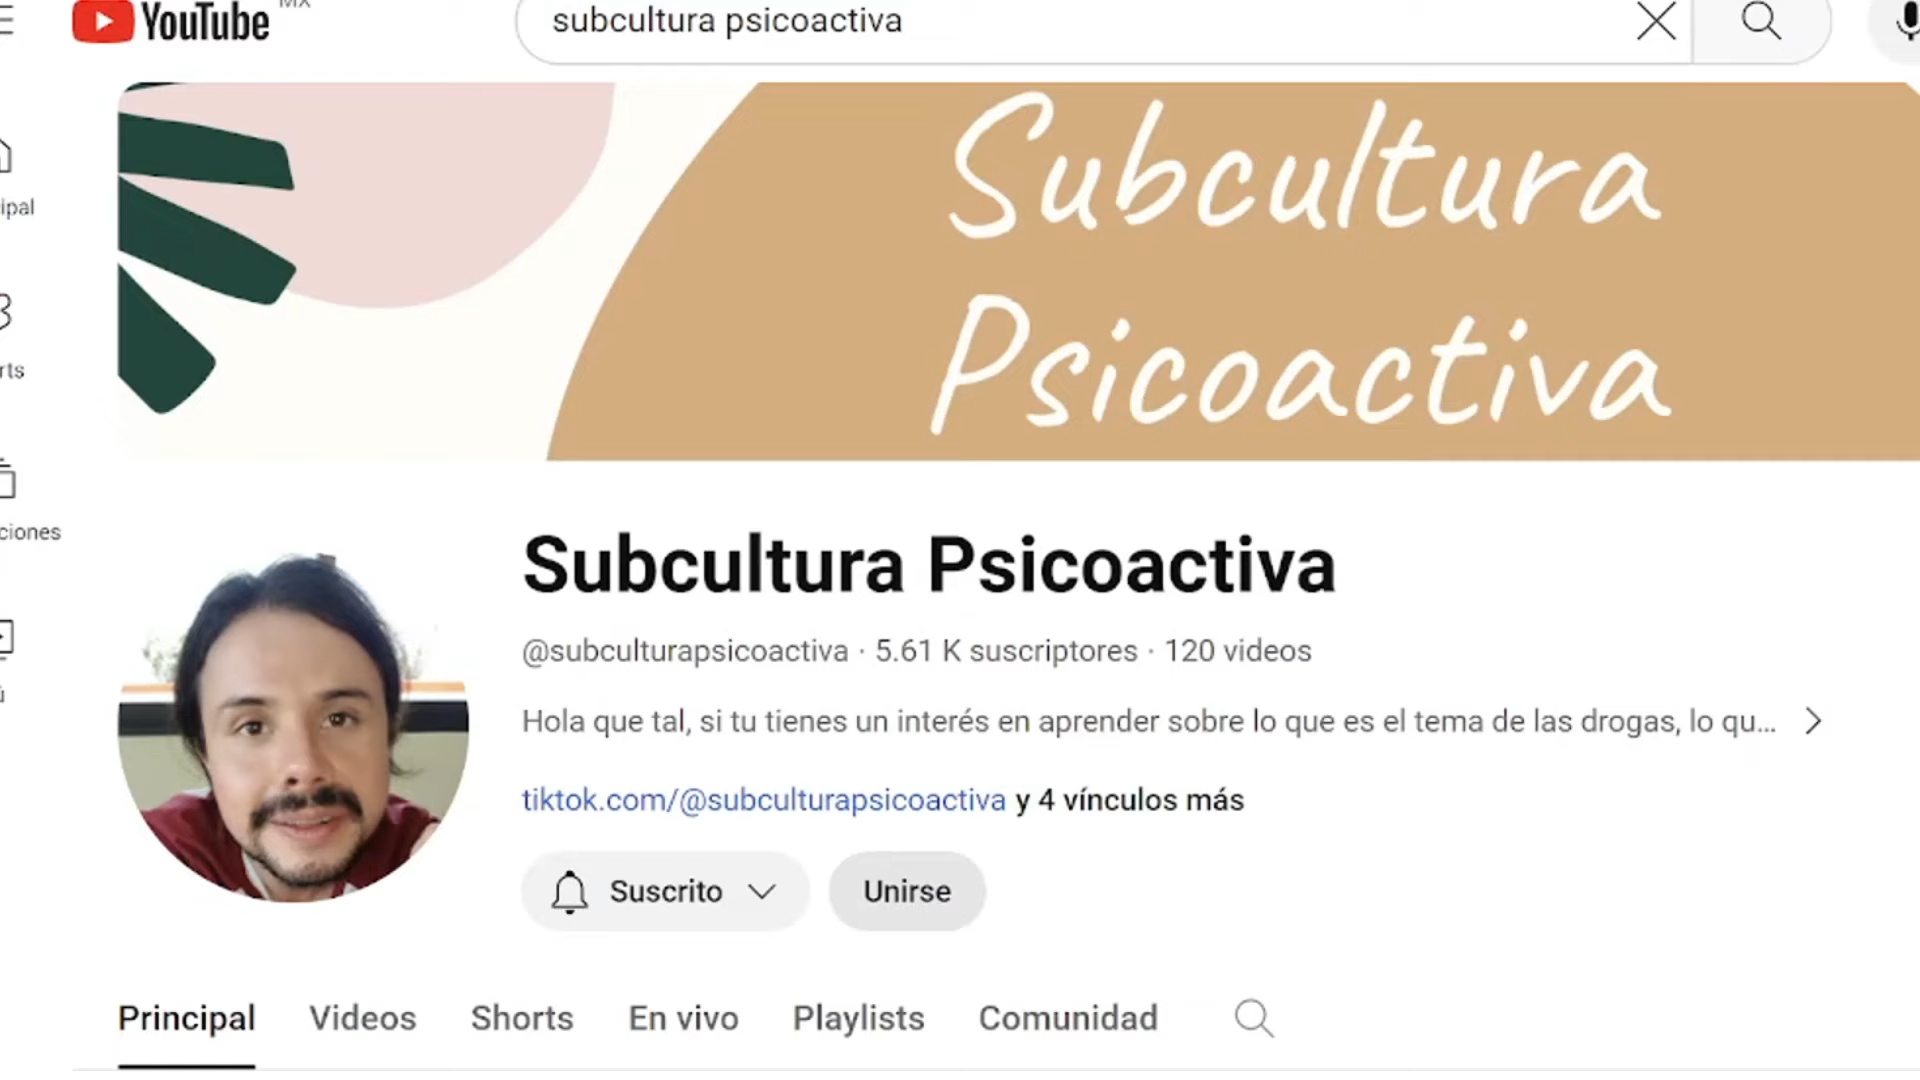 YouTube MX
subcultura psicoactiva
Subcultura
Psicoactiva
ipal
rts
ciones
Subcultura Psicoactiva
@subculturapsicoactiva · 5.61 K suscriptores · 120 videos
Hola que tal, si tu tienes un interés en aprender sobre lo que es el tema de las drogas, lo qu...
tiktok.com/@subculturapsicoactiva y 4 vínculos más
Suscrito
Unirse
Principal Videos Shorts En vivo Playlists Comunidad